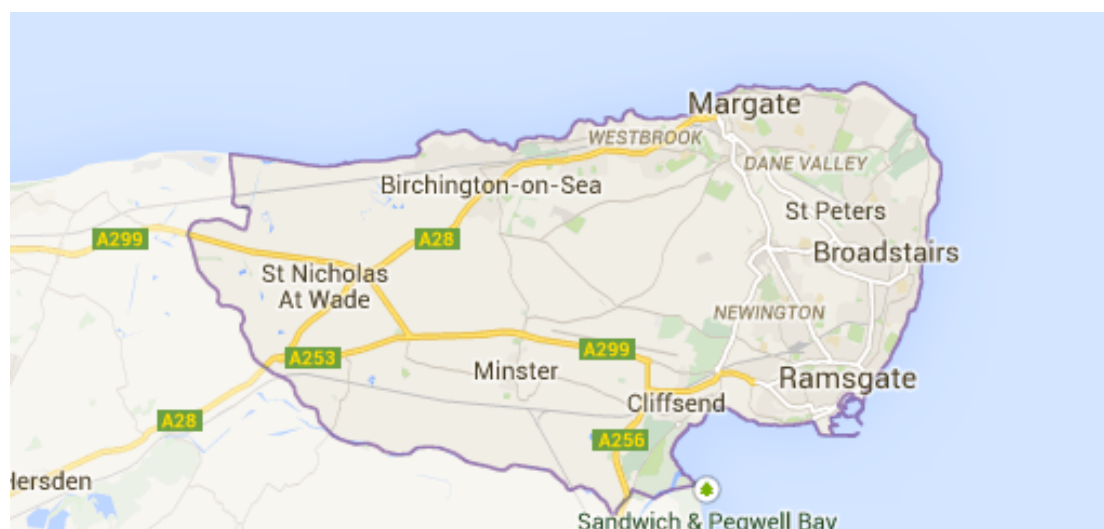 Margate
WESTBROOK
DANE VALLEY
Birchington-on-Sea
St Peters
A299
A28
Broadstairs
St Nicholas
At Wade
NEWINGTON
A299
A253
Minster
Ramsgate
Cliffsend
A28
A256
Hersden
Sandwich & Pegwell Bay